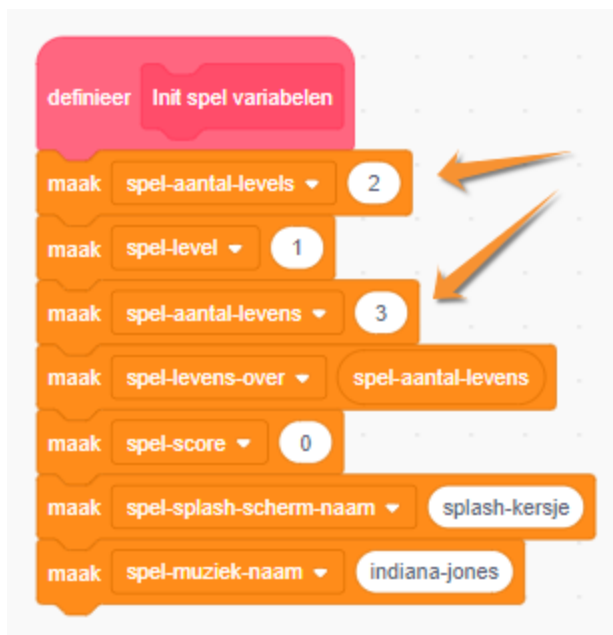 definieer Init spel variabelen
maak spel-aantal-levels 2
maak spel-level 1
maak spel-aantal-levens 3
maak spel-levens-over spel-aantal-levens
maak spel-score 0
maak spel-splash-scherm-naam splash-kersje
maak spel-muziek-naam indiana-jones